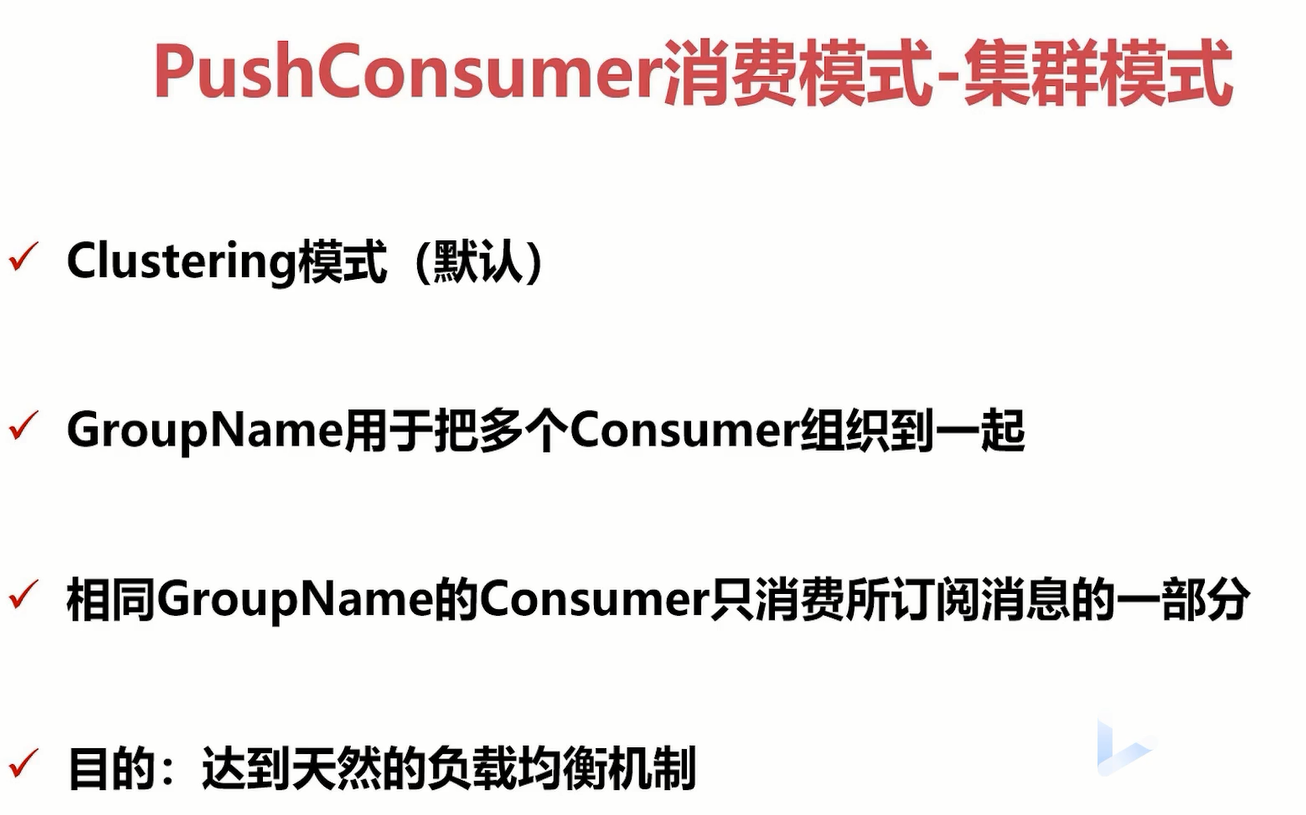 PushConsumer消费模式-集群模式
Clustering模式（默认）
GroupName用于把多个Consumer组织到一起
相同GroupName的Consumer只消费所订阅消息的一部分
目的：达到天然的负载均衡机制